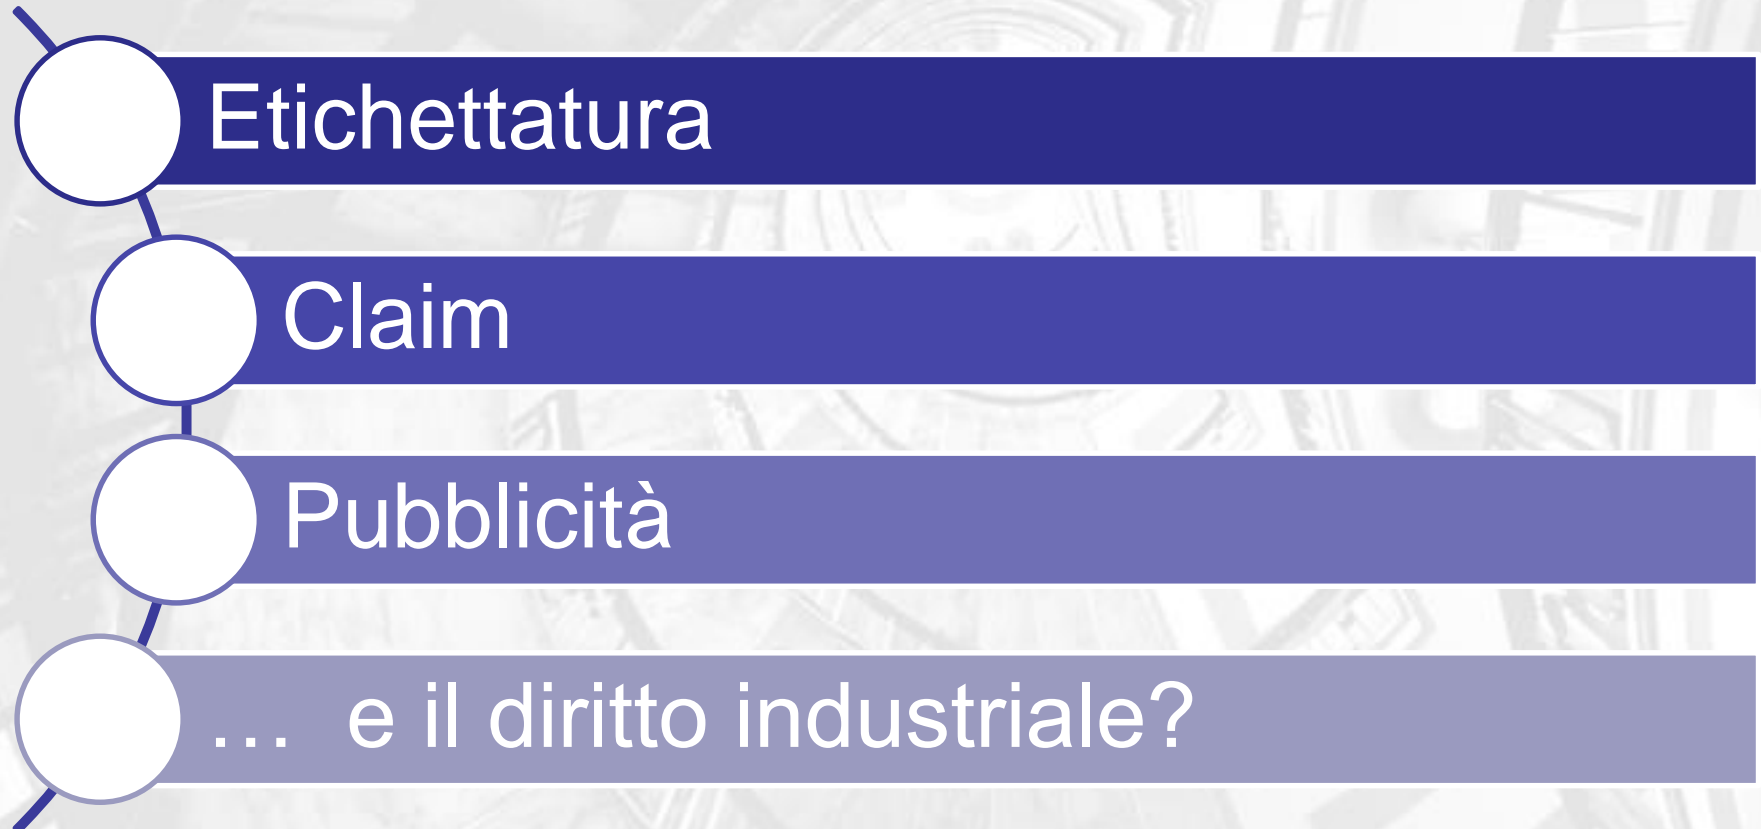 Etichettatura
Claim
Pubblicità
… e il diritto industriale?